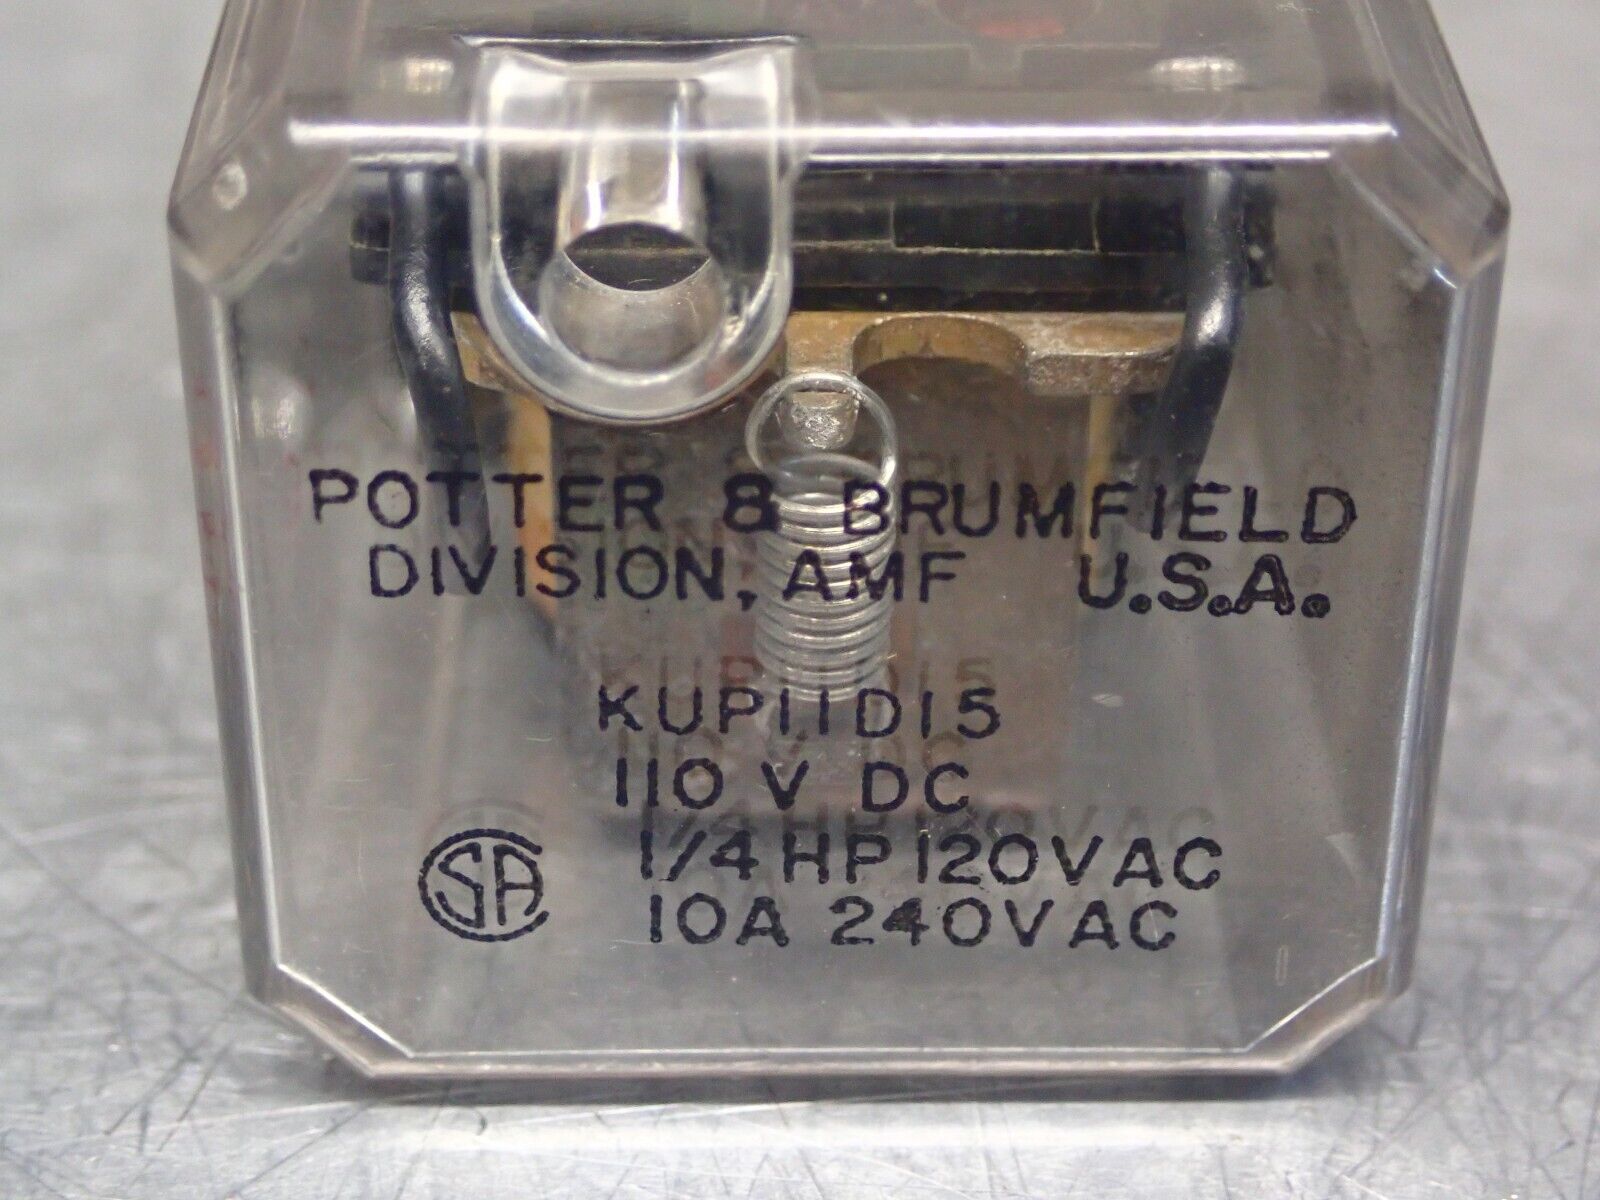 POTTER & BRUMFIELD
DIVISION, AMF U.S.A.
KUP11D15
110 V DC
1/4 HP 120VAC
SA 10A 240VAC